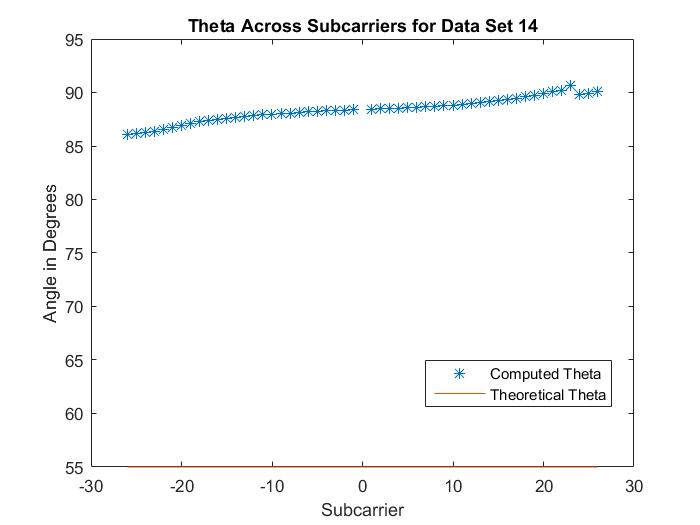 Theta Across Subcarriers for Data Set 14
95
90
85
80
75
70
65
60
55
Angle in Degrees
Computed Theta
Theoretical Theta
-30 -20 -10 0 10 20 30
Subcarrier